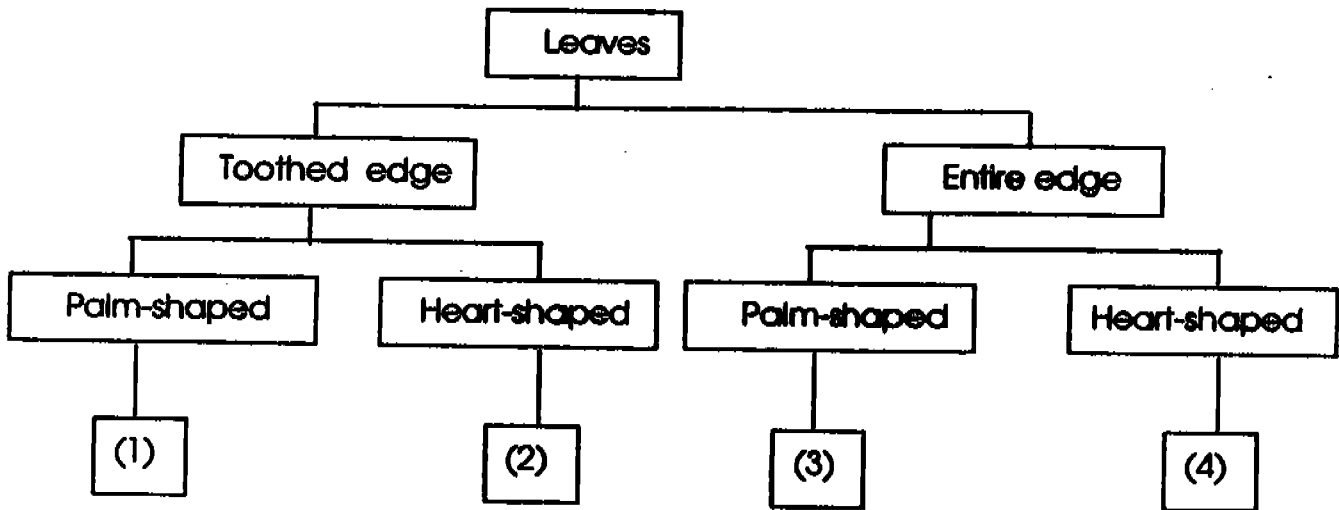 Leaves
Toothed edge
Entire edge
Palm-shaped
Heart-shaped
Palm-shaped
Heart-shaped
(1)
(2)
(3)
(4)